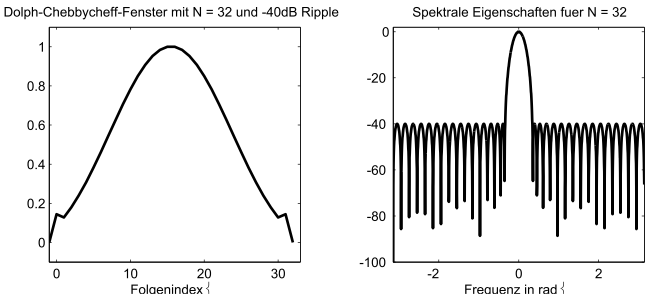 Dolph-Chebbycheff-Fenster mit N = 32 und -40dB Ripple
1
0.8
0.6
0.4
0.2
0
0 10 20 30
Folgenindex{
Spektrale Eigenschaften fuer N = 32
0
-20
-40
-60
-80
-100
-2 0 2
Frequenz in rad{